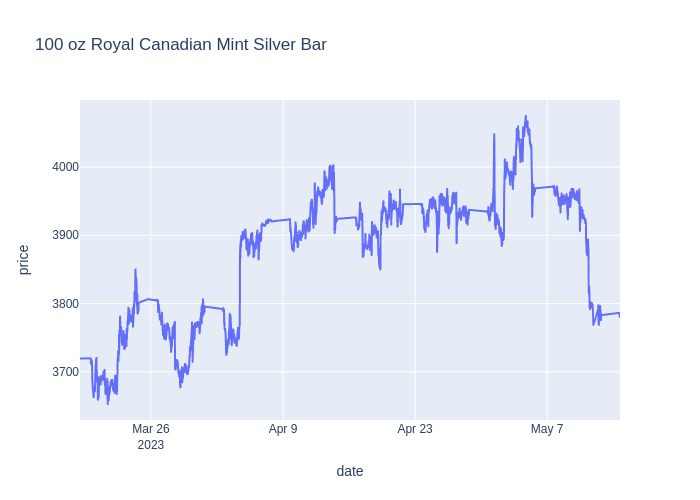 100 oz Royal Canadian Mint Silver Bar
price
4000
3900
3800
3700
Mar 26
2023
Apr 9
Apr 23
May 7
date